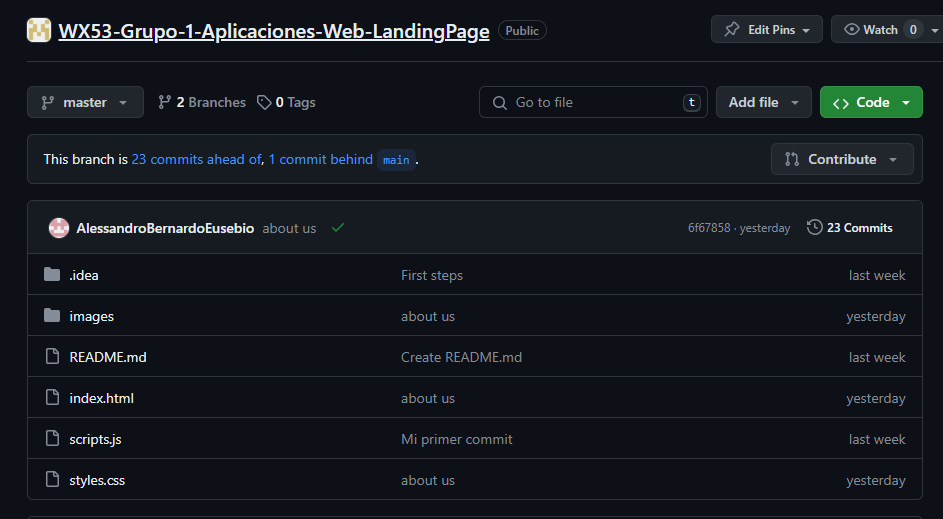 WX53-Grupo-1-Aplicaciones-Web-LandingPage Public Edit Pins Watch 0
master 2 Branches 0 Tags Go to file t Add file Code
This branch is 23 commits ahead of, 1 commit behind main . Contribute
AlessandroBernardoEusebio about us 6f67858 · yesterday 23 Commits
.idea First steps last week
images about us yesterday
README.md Create README.md last week
index.html about us yesterday
scripts.js Mi primer commit last week
styles.css about us yesterday